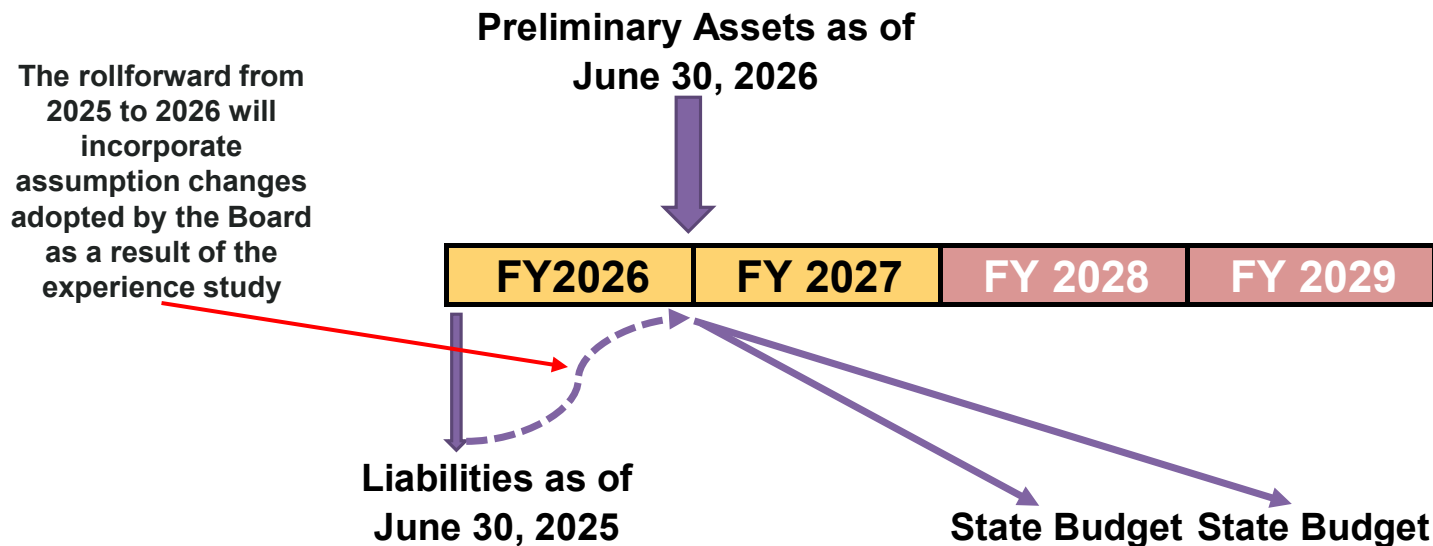 Preliminary Assets as of
June 30, 2026
The rollforward from
2025 to 2026 will
incorporate
assumption changes
adopted by the Board
as a result of the
experience study
FY2026 FY 2027 FY 2028 FY 2029
Liabilities as of
June 30, 2025
State Budget State Budget